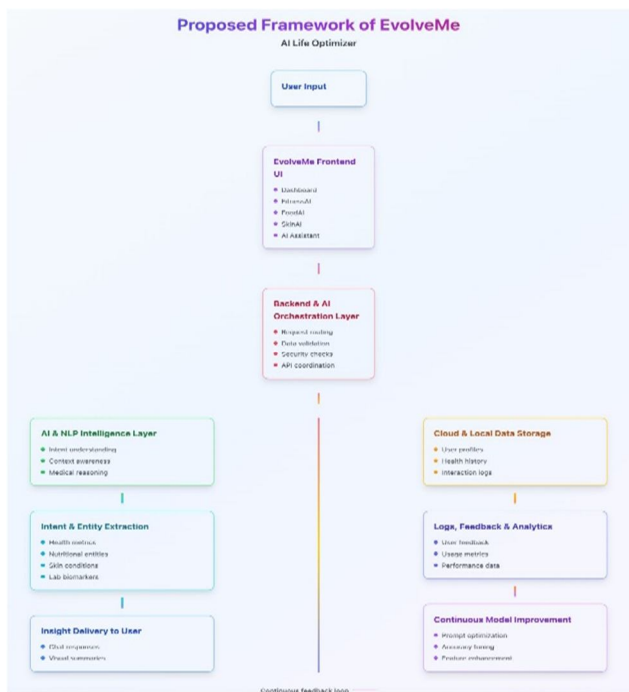 Proposed Framework of EvolveMe
AI Life Optimizer
User Input
EvolveMe Frontend
UI
Dashboard
FitnessAI
FoodAI
SkinAI
AI Assistant
Backend & AI
Orchestration Layer
Request routing
Data validation
Security checks
API coordination
AI & NLP Intelligence Layer
Intent understanding
Context awareness
Medical reasoning
Intent & Entity Extraction
Health metrics
Nutritional entities
Skin conditions
Lab biomarkers
Insight Delivery to User
Chat responses
Visual summaries
Cloud & Local Data Storage
User profiles
Health history
Interaction logs
Logs, Feedback & Analytics
User feedback
Usage metrics
Performance data
Continuous Model Improvement
Prompt optimization
Accuracy tuning
Feature enhancement
Continuous feedback loop